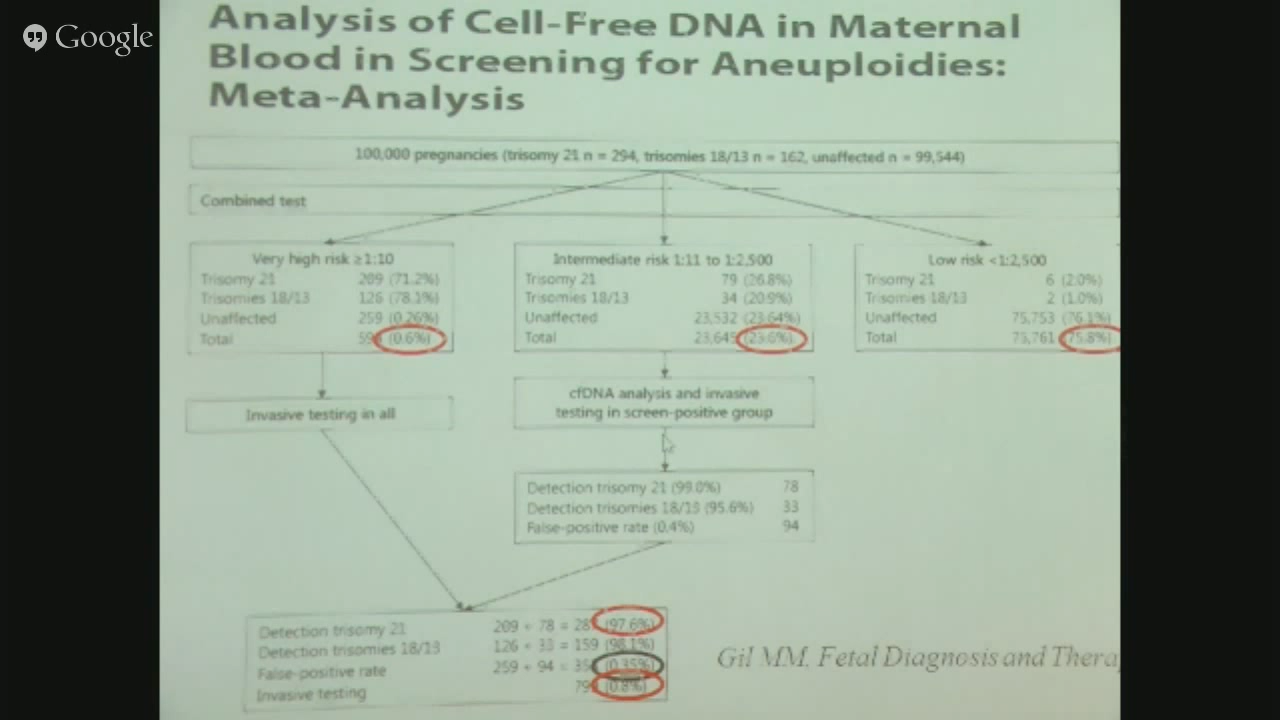 Google
Analysis of Cell-Free DNA in Maternal
Blood in Screening for Aneuploidies:
Meta-Analysis
100,000 pregnancies (trisomy 21 n = 294, trisomies 18/13 n = 162, unaffected n = 99,544)
Combined test
Very high risk ≥1:10
Trisomy 21 209 (71.2%)
Trisomies 18/13 126 (78.1%)
Unaffected 259 (0.26%)
Total (0.6%)
Intermediate risk 1:11 to 1:2,500
Trisomy 21 79 (26.8%)
Trisomies 18/13 34 (20.9%)
Unaffected 23,532 (23.64%)
Total 23,645 (23.6%)
Low risk <1:2,500
Trisomy 21 6 (2.0%)
Trisomies 18/13 2 (1.0%)
Unaffected 75,753 (76.1%)
Total 75,761 (75.8%)
Invasive testing in all
cfDNA analysis and invasive
testing in screen-positive group
Detection trisomy 21 (99.0%) 78
Detection trisomies 18/13 (95.6%) 33
False-positive rate (0.4%) 94
Detection trisomy 21 209 + 78 = 287 (97.6%)
Detection trisomies 18/13 126 + 33 = 159 (98.1%)
False-positive rate 259 + 94 = (0.35%)
Invasive testing (0.8%)
Gil MM. Fetal Diagnosis and Thera